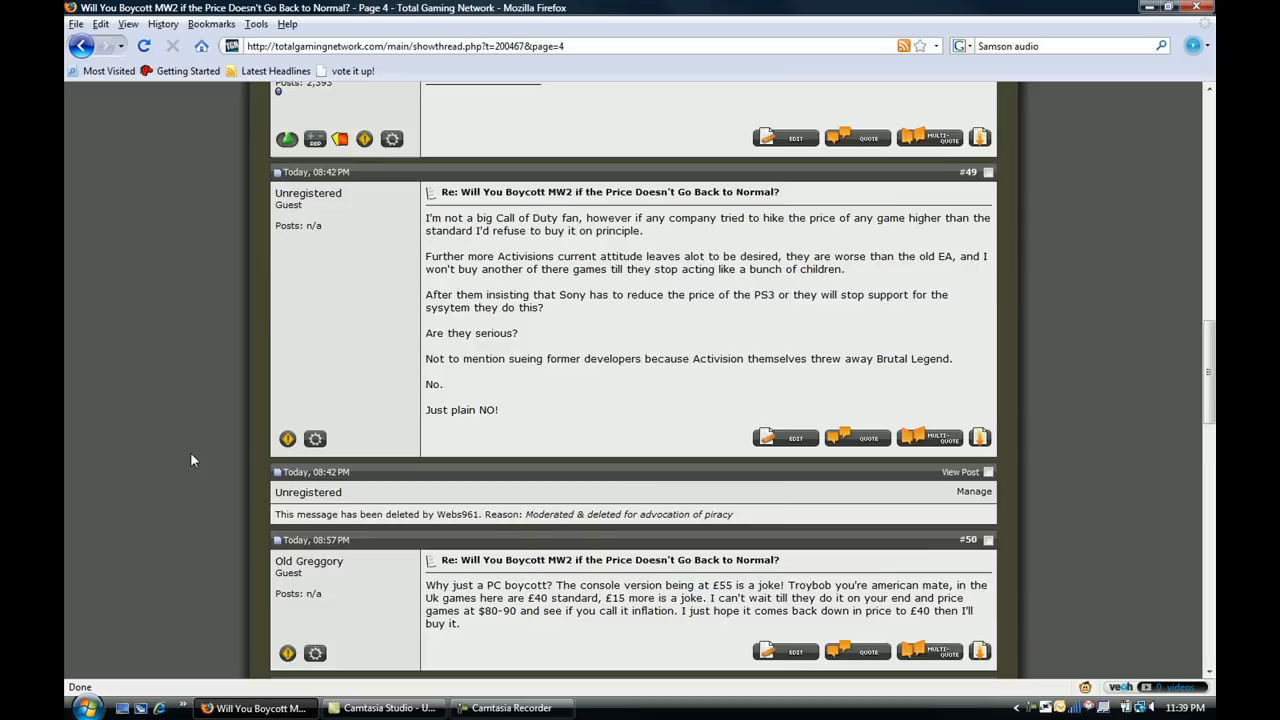 Will You Boycott MW2 if the Price Doesn't Go Back to Normal? - Page 4 - Total Gaming Network - Mozilla Firefox
File Edit View History Bookmarks Tools Help
http://totalgamingnetwork.com/main/showthread.php?t=200467&page=4
Samson audio
Most Visited Getting Started Latest Headlines vote it up!
Posts: 2,393
REP EDIT QUOTE MULTI-QUOTE
Today, 08:42 PM #49
Unregistered
Guest
Posts: n/a
Re: Will You Boycott MW2 if the Price Doesn't Go Back to Normal?
I'm not a big Call of Duty fan, however if any company tried to hike the price of any game higher than the
standard I'd refuse to buy it on principle.
Further more Activisions current attitude leaves alot to be desired, they are worse than the old EA, and I
won't buy another of there games till they stop acting like a bunch of children.
After them insisting that Sony has to reduce the price of the PS3 or they will stop support for the
sysytem they do this?
Are they serious?
Not to mention sueing former developers because Activision themselves threw away Brutal Legend.
No.
Just plain NO!
EDIT QUOTE MULTI-QUOTE
Today, 08:42 PM View Post
Unregistered Manage
This message has been deleted by Webs961. Reason: Moderated & deleted for advocation of piracy
Today, 08:57 PM #50
Old Greggory
Guest
Posts: n/a
Re: Will You Boycott MW2 if the Price Doesn't Go Back to Normal?
Why just a PC boycott? The console version being at £55 is a joke! Troybob you're american mate, in the
Uk games here are £40 standard, £15 more is a joke. I can't wait till they do it on your end and price
games at $80-90 and see if you call it inflation. I just hope it comes back down in price to £40 then I'll
buy it.
EDIT QUOTE MULTI-QUOTE
Done veoh 0 videos
Will You Boycott M... Camtasia Studio - U... Camtasia Recorder 11:39 PM